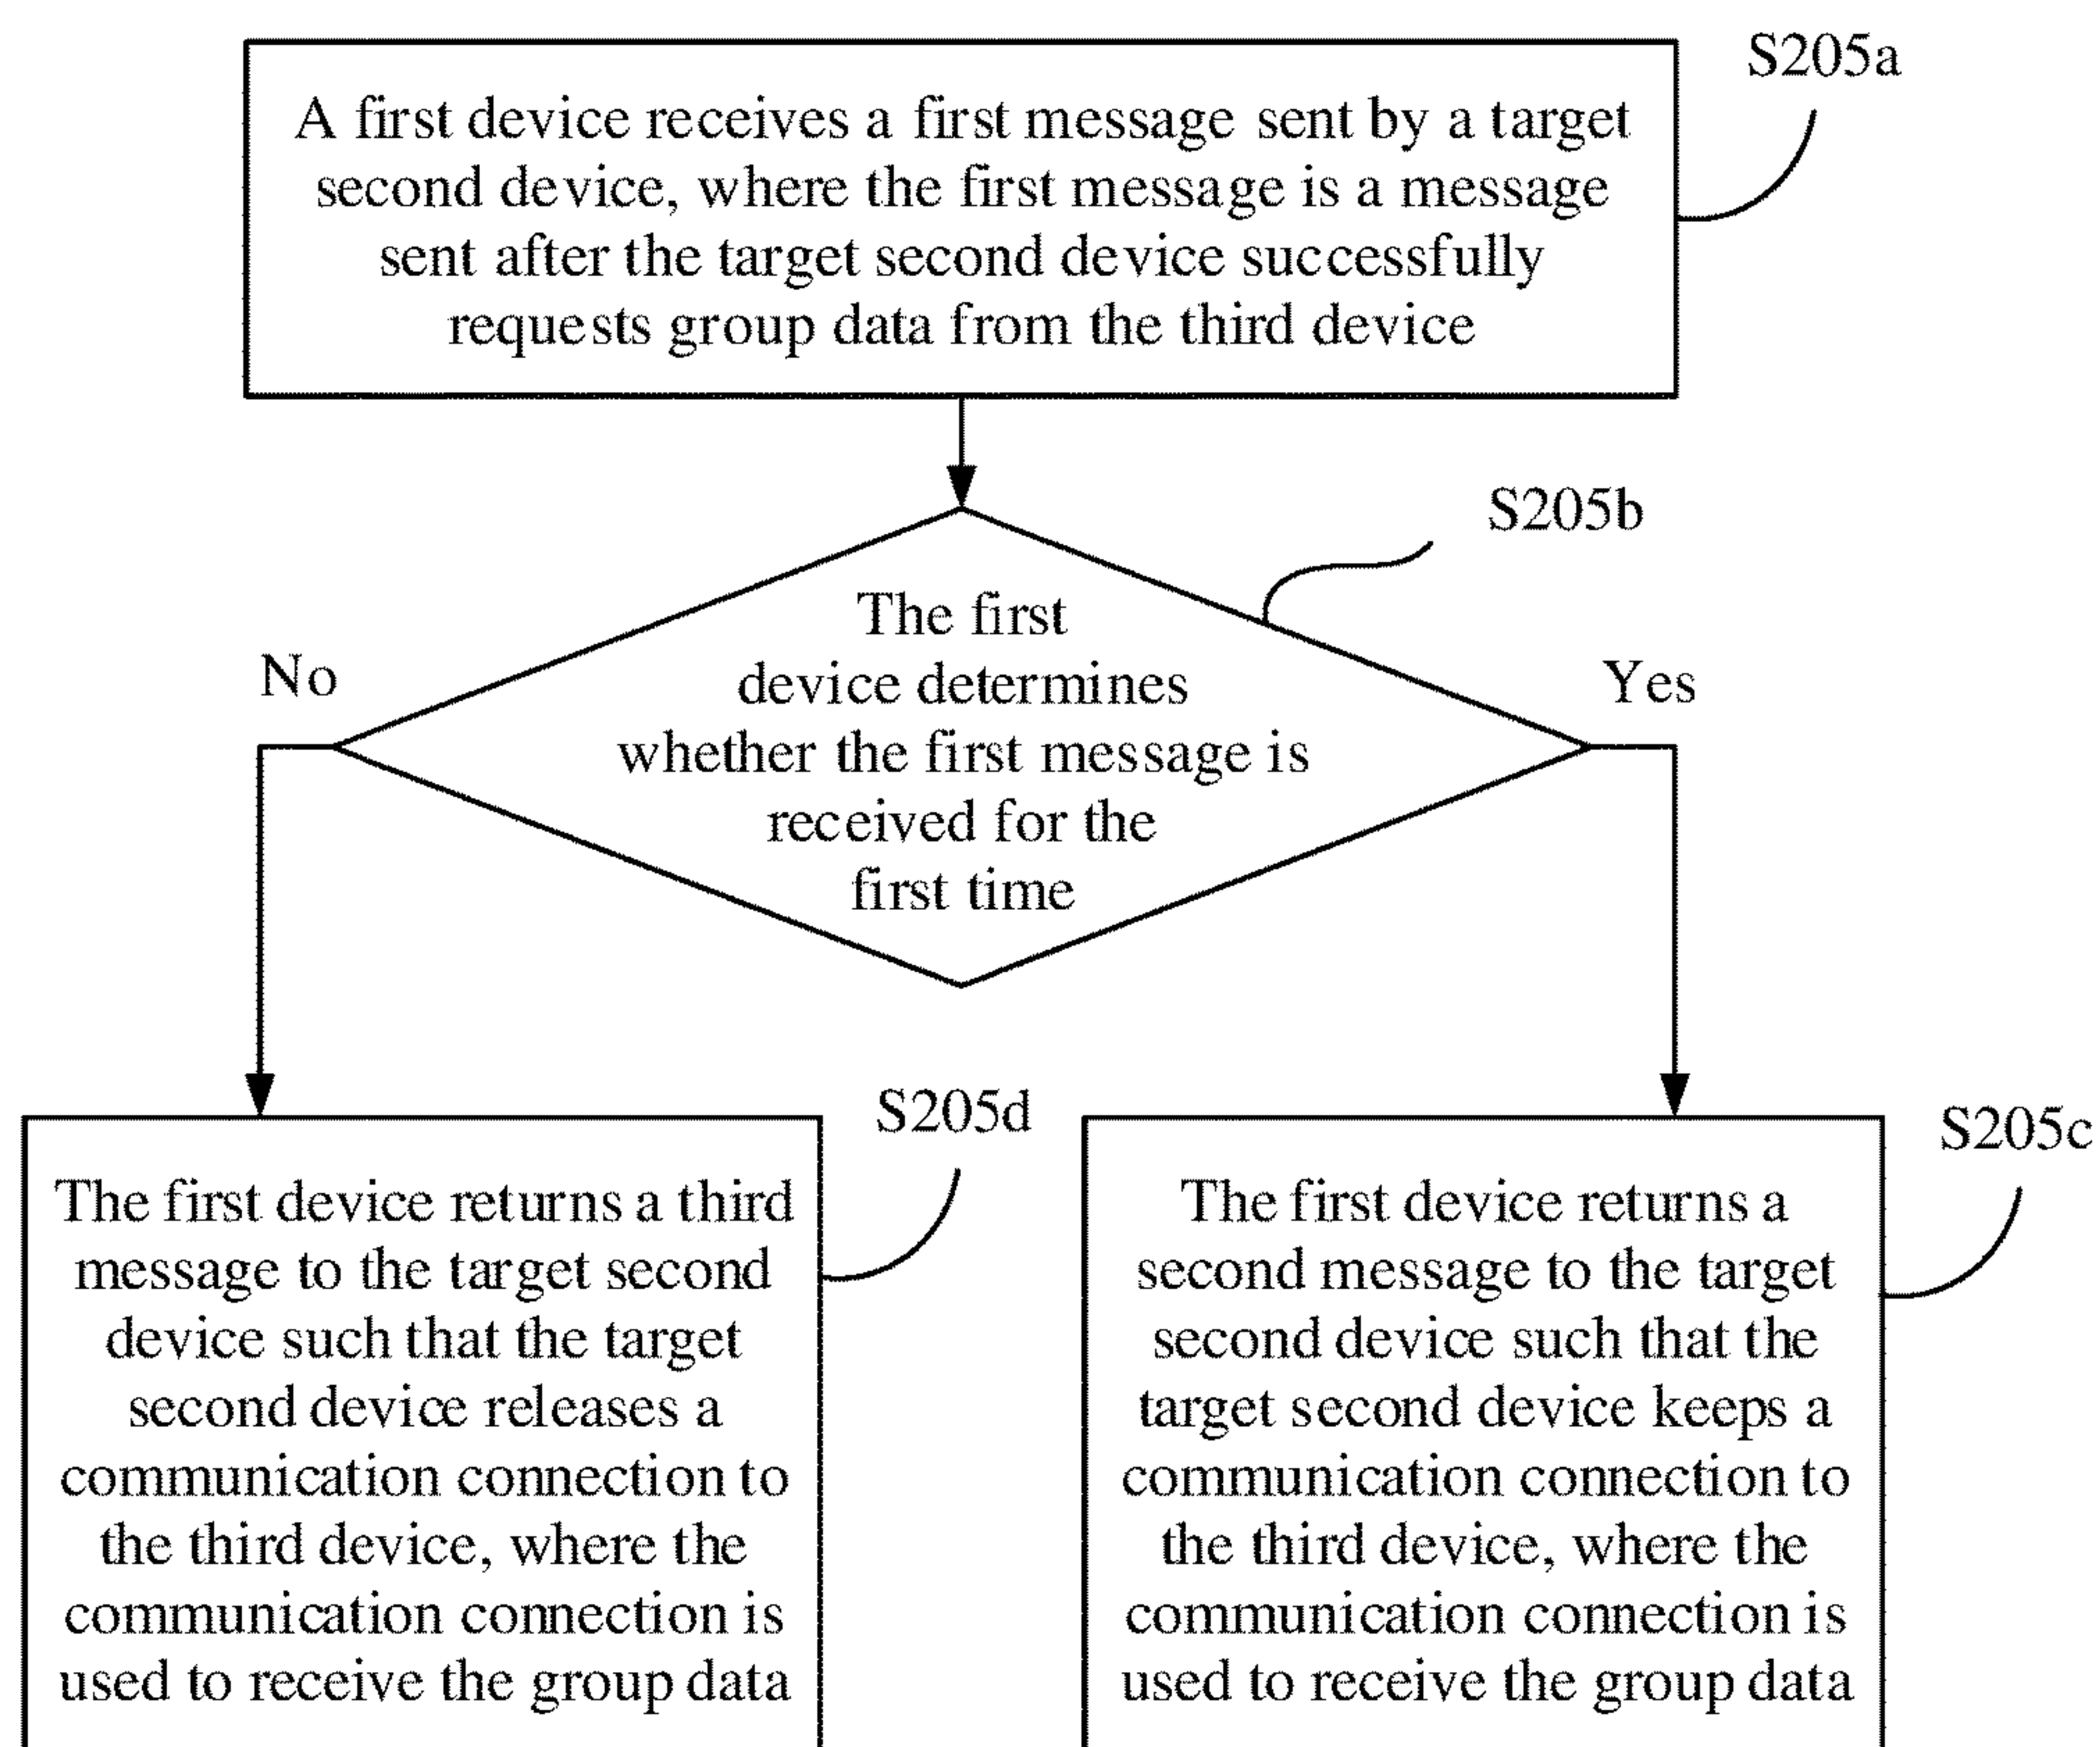 S205a
A first device receives a first message sent by a target
second device, where the first message is a message
sent after the target second device successfully
requests group data from the third device
S205b
The first
device determines
whether the first message is
received for the
first time
No
Yes
S205d
The first device returns a third
message to the target second
device such that the target
second device releases a
communication connection to
the third device, where the
communication connection is
used to receive the group data
S205c
The first device returns a
second message to the target
second device such that the
target second device keeps a
communication connection to
the third device, where the
communication connection is
used to receive the group data